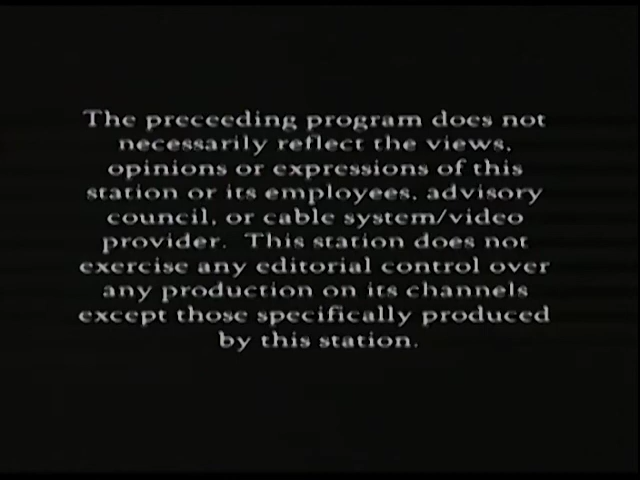 The preceeding program does not
necessarily reflect the views,
opinions or expressions of this
station or its employees, advisory
council, or cable system/video
provider. This station does not
exercise any editorial control over
any production on its channels
except those specifically produced
by this station.